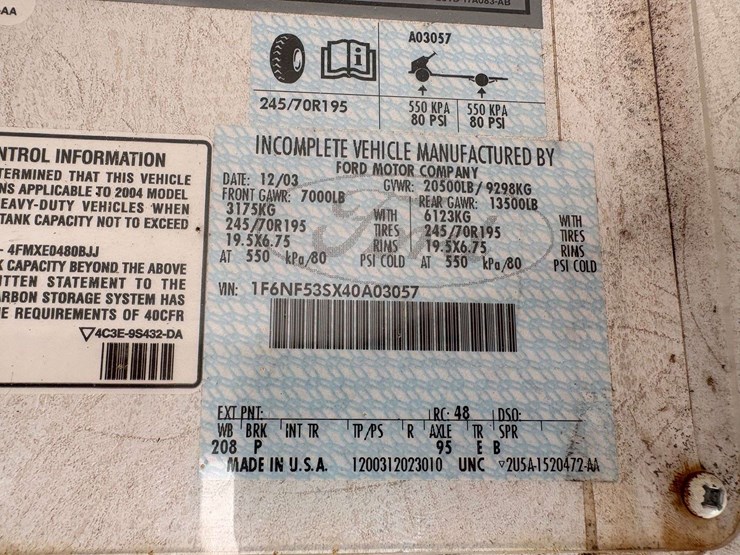 AA
A03057
245/70R195
550 KPA 550 KPA
80 PSI 80 PSI
INCOMPLETE VEHICLE MANUFACTURED BY
FORD MOTOR COMPANY
DATE: 12/03 GVWR: 20500LB/9298KG
FRONT GAWR: 7000LB REAR GAWR: 13500LB
3175KG WITH 6123KG WITH
245/70R195 TIRES 245/70R195 TIRES
19.5X6.75 RINS 19.5X6.75 RINS
AT 550 kPa/80 PSI COLD AT 550 kPa/80 PSI COLD
VIN: 1F6NF53SX40A03057
EXT PNT: RC: 48 DSO:
WB BRK INT TR TP/PS R AXLE TR SPR
208 P 95 E B
MADE IN U.S.A. 1200312023010 UNC 2U5A-1520472-AA
NTROL INFORMATION
TERMINED THAT THIS VEHICLE
NS APPLICABLE TO 2004 MODEL
EAVY-DUTY VEHICLES WHEN
TANK CAPACITY NOT TO EXCEED
- 4FMXE0480BJJ
K CAPACITY BEYOND THE ABOVE
ITTEN STATEMENT TO THE
ARBON STORAGE SYSTEM HAS
E REQUIREMENTS OF 40CFR
4C3E-9S432-DA